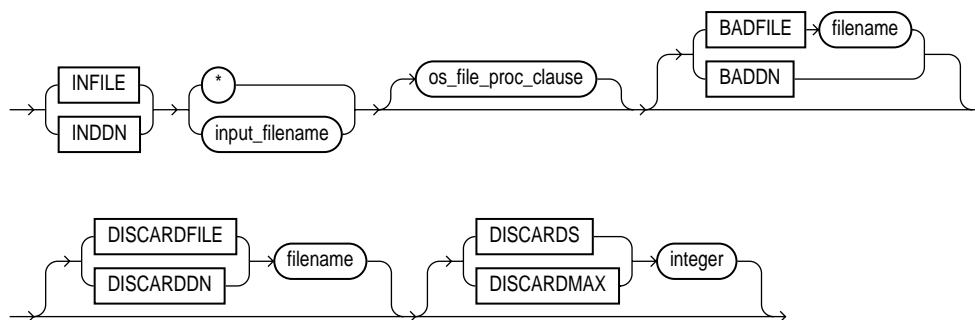 INFILE
INDDN
*
input_filename
os_file_proc_clause
BADFILE filename
BADDN
DISCARDFILE
DISCARDDN
filename
DISCARDS
DISCARDMAX
integer